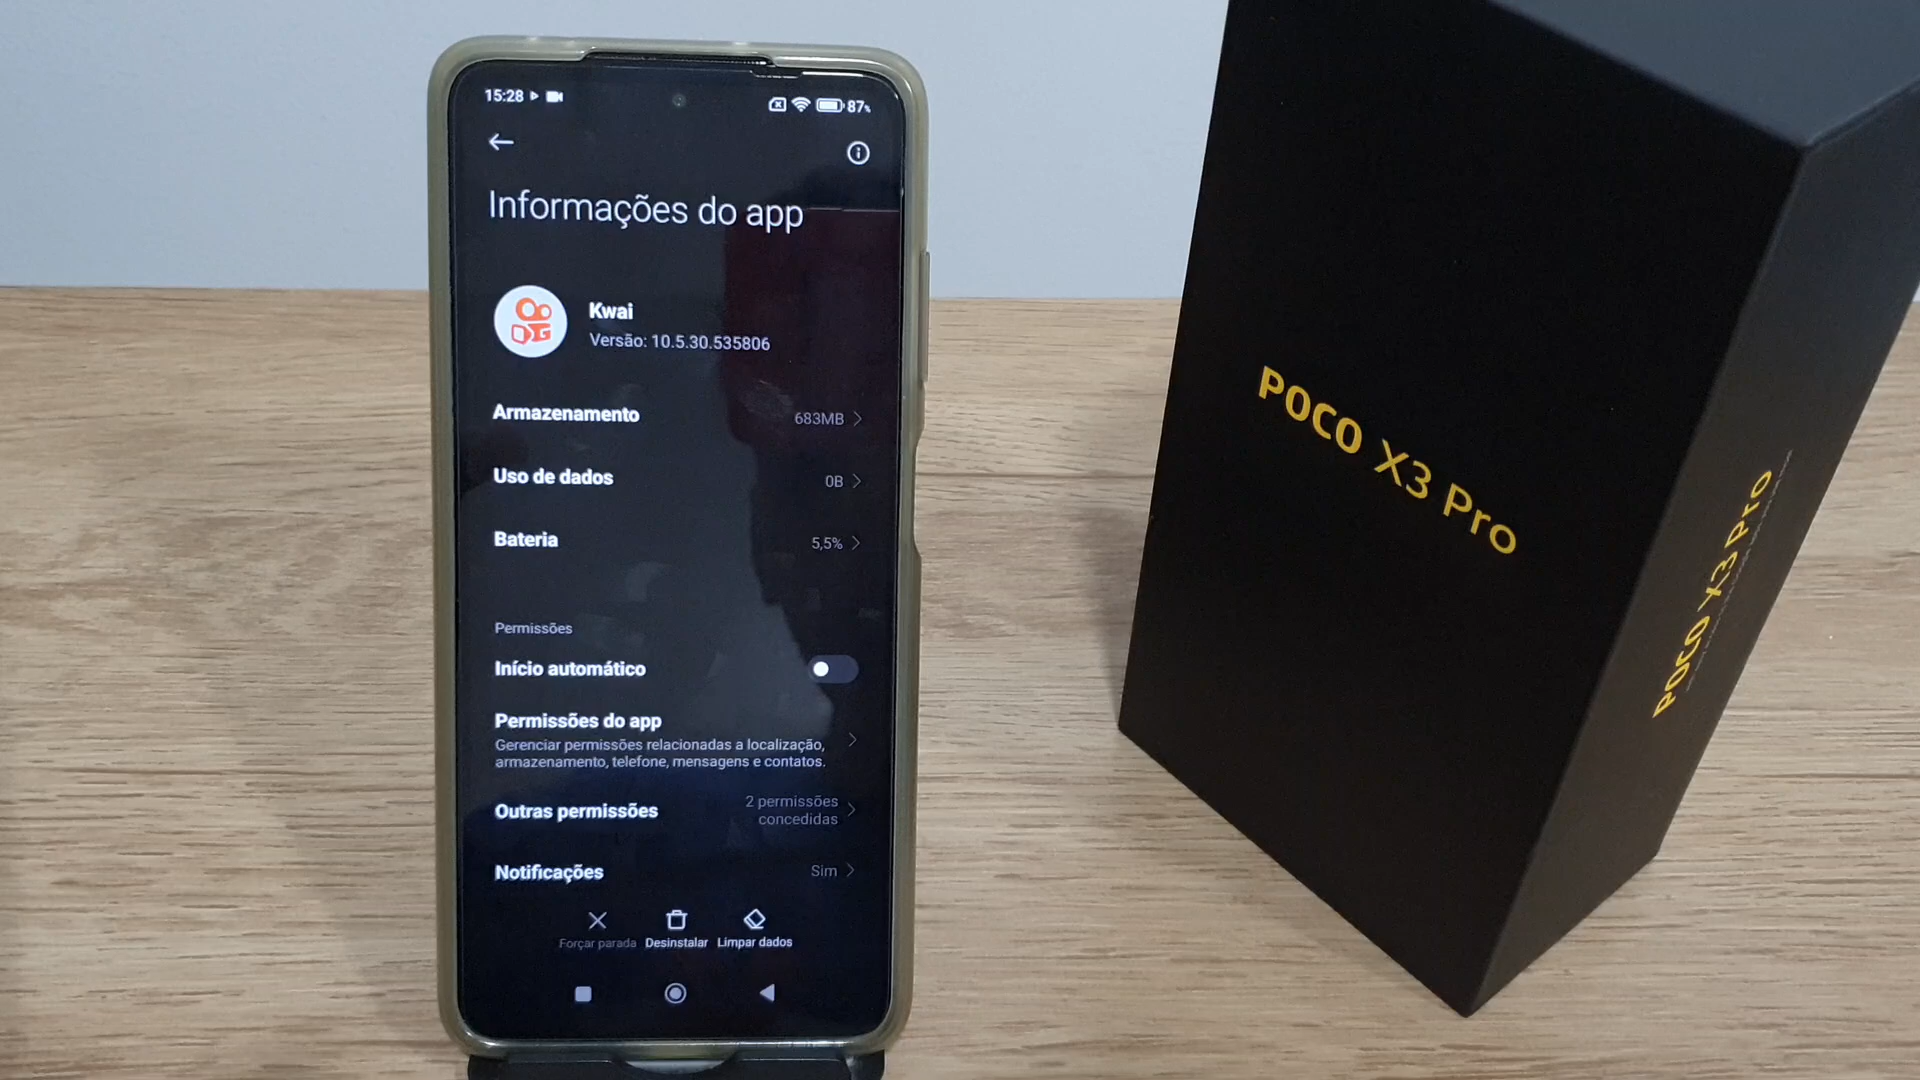 15:28
87%
Informações do app
Kwai
Versão: 10.5.30.535806
Armazenamento
683MB
Uso de dados
0B
Bateria
5,5%
Permissões
Início automático
Permissões do app
Gerenciar permissões relacionadas a localização,
armazenamento, telefone, mensagens e contatos.
Outras permissões
2 permissões
concedidas
Notificações
Sim
Forçar parada
Desinstalar
Limpar dados
POCO X3 Pro
POCO X3 Pro